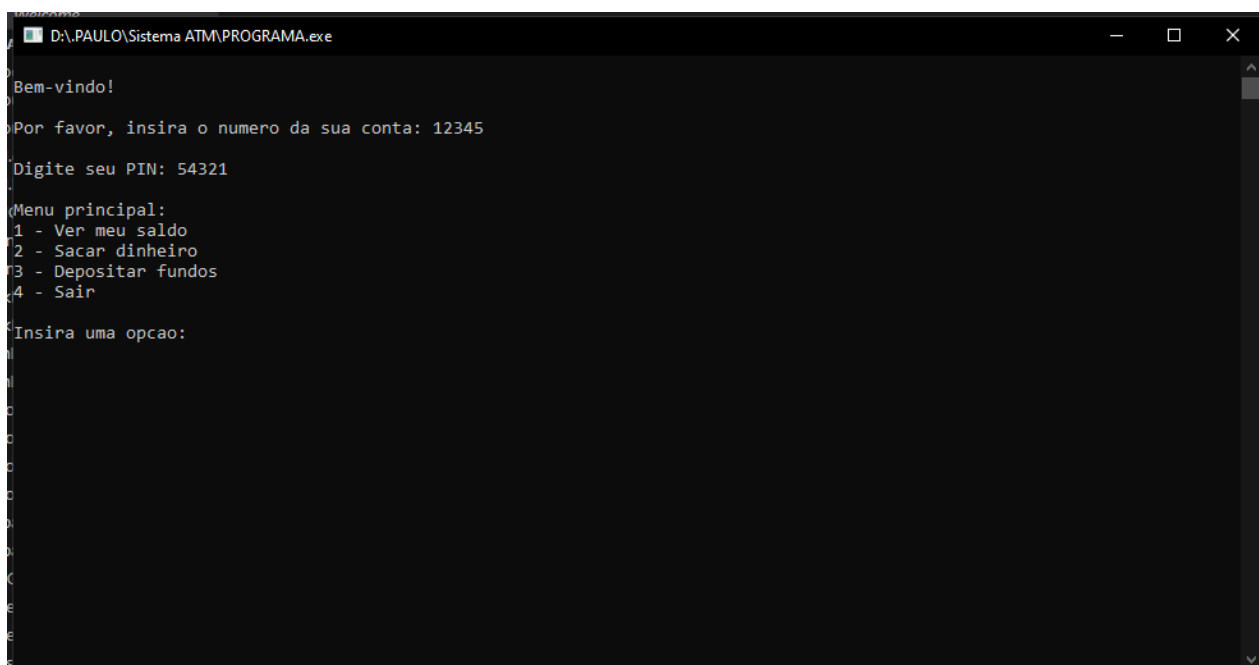 Welcome
D:\.PAULO\Sistema ATM\PROGRAMA.exe
Bem-vindo!
Por favor, insira o numero da sua conta: 12345
Digite seu PIN: 54321
Menu principal:
1 - Ver meu saldo
2 - Sacar dinheiro
3 - Depositar fundos
4 - Sair
Insira uma opcao: